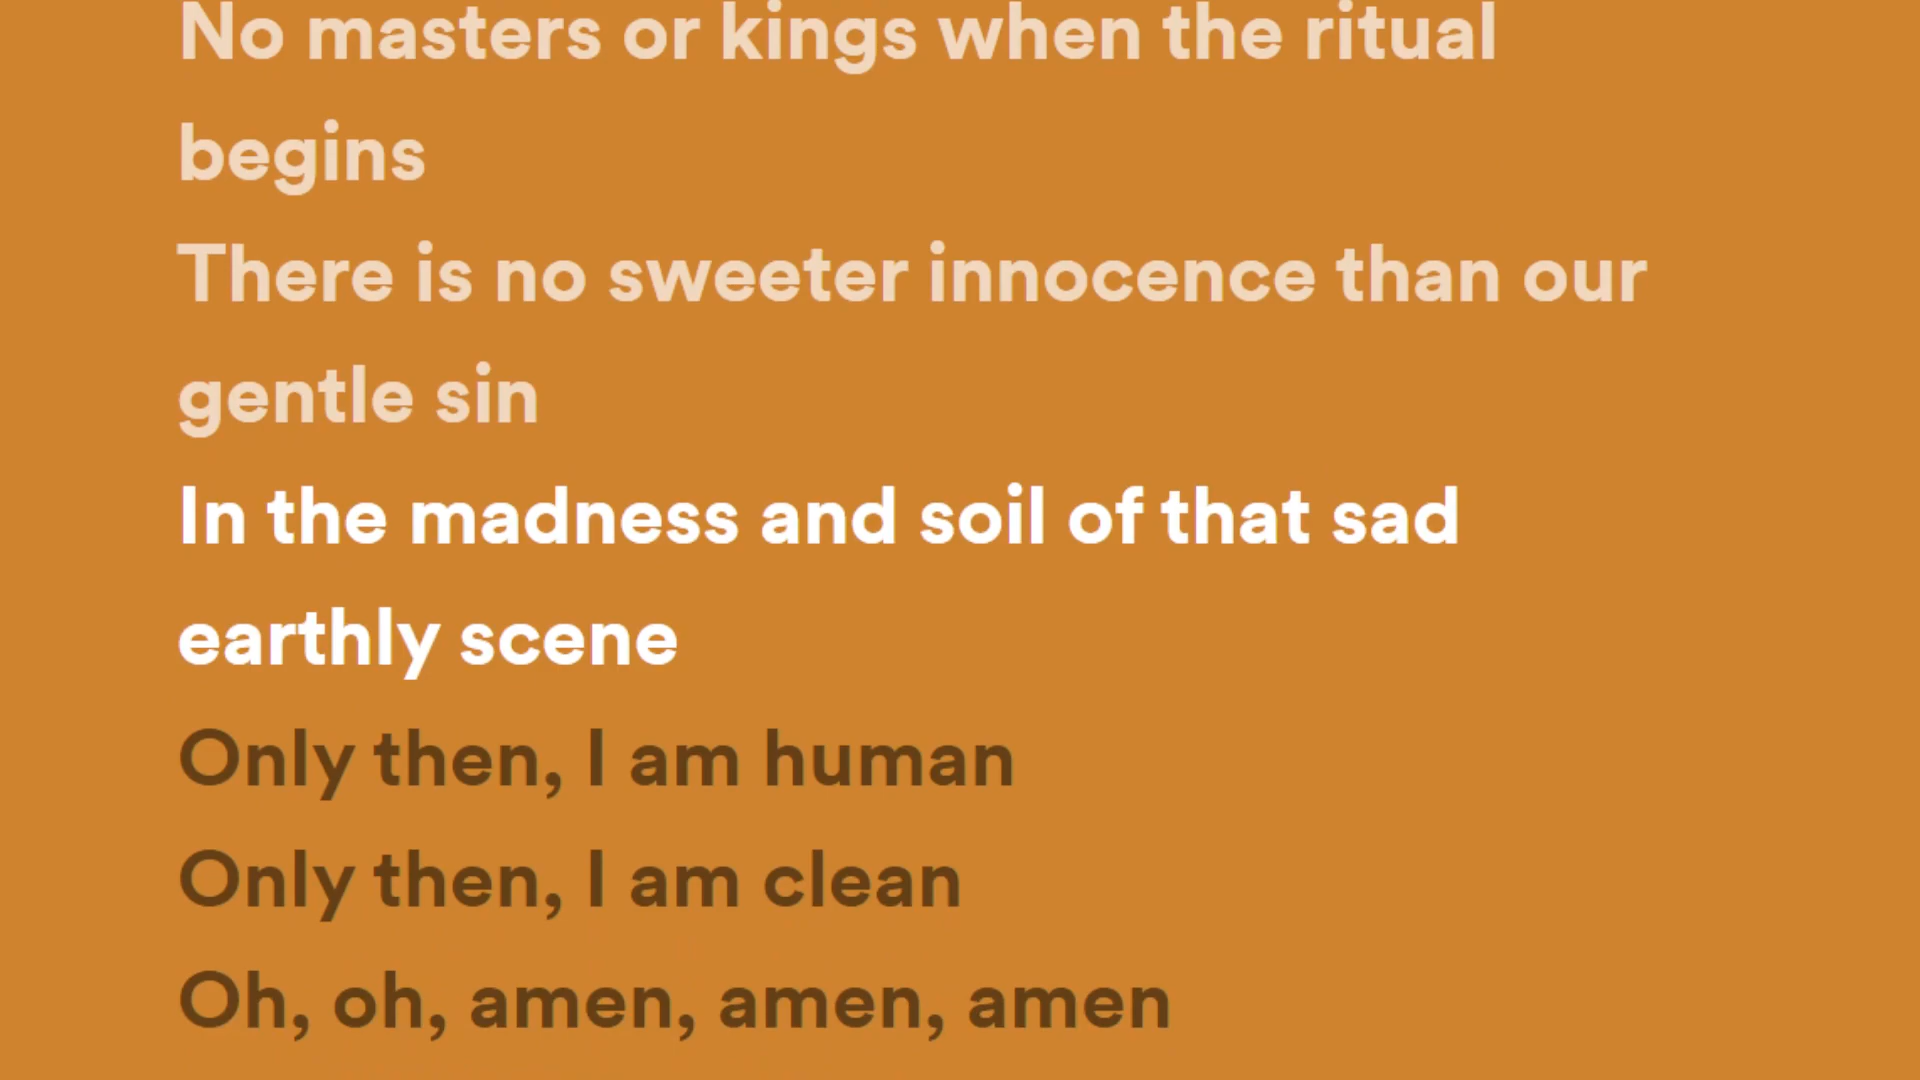 No masters or kings when the ritual
begins
There is no sweeter innocence than our
gentle sin
In the madness and soil of that sad
earthly scene
Only then, I am human
Only then, I am clean
Oh, oh, amen, amen, amen